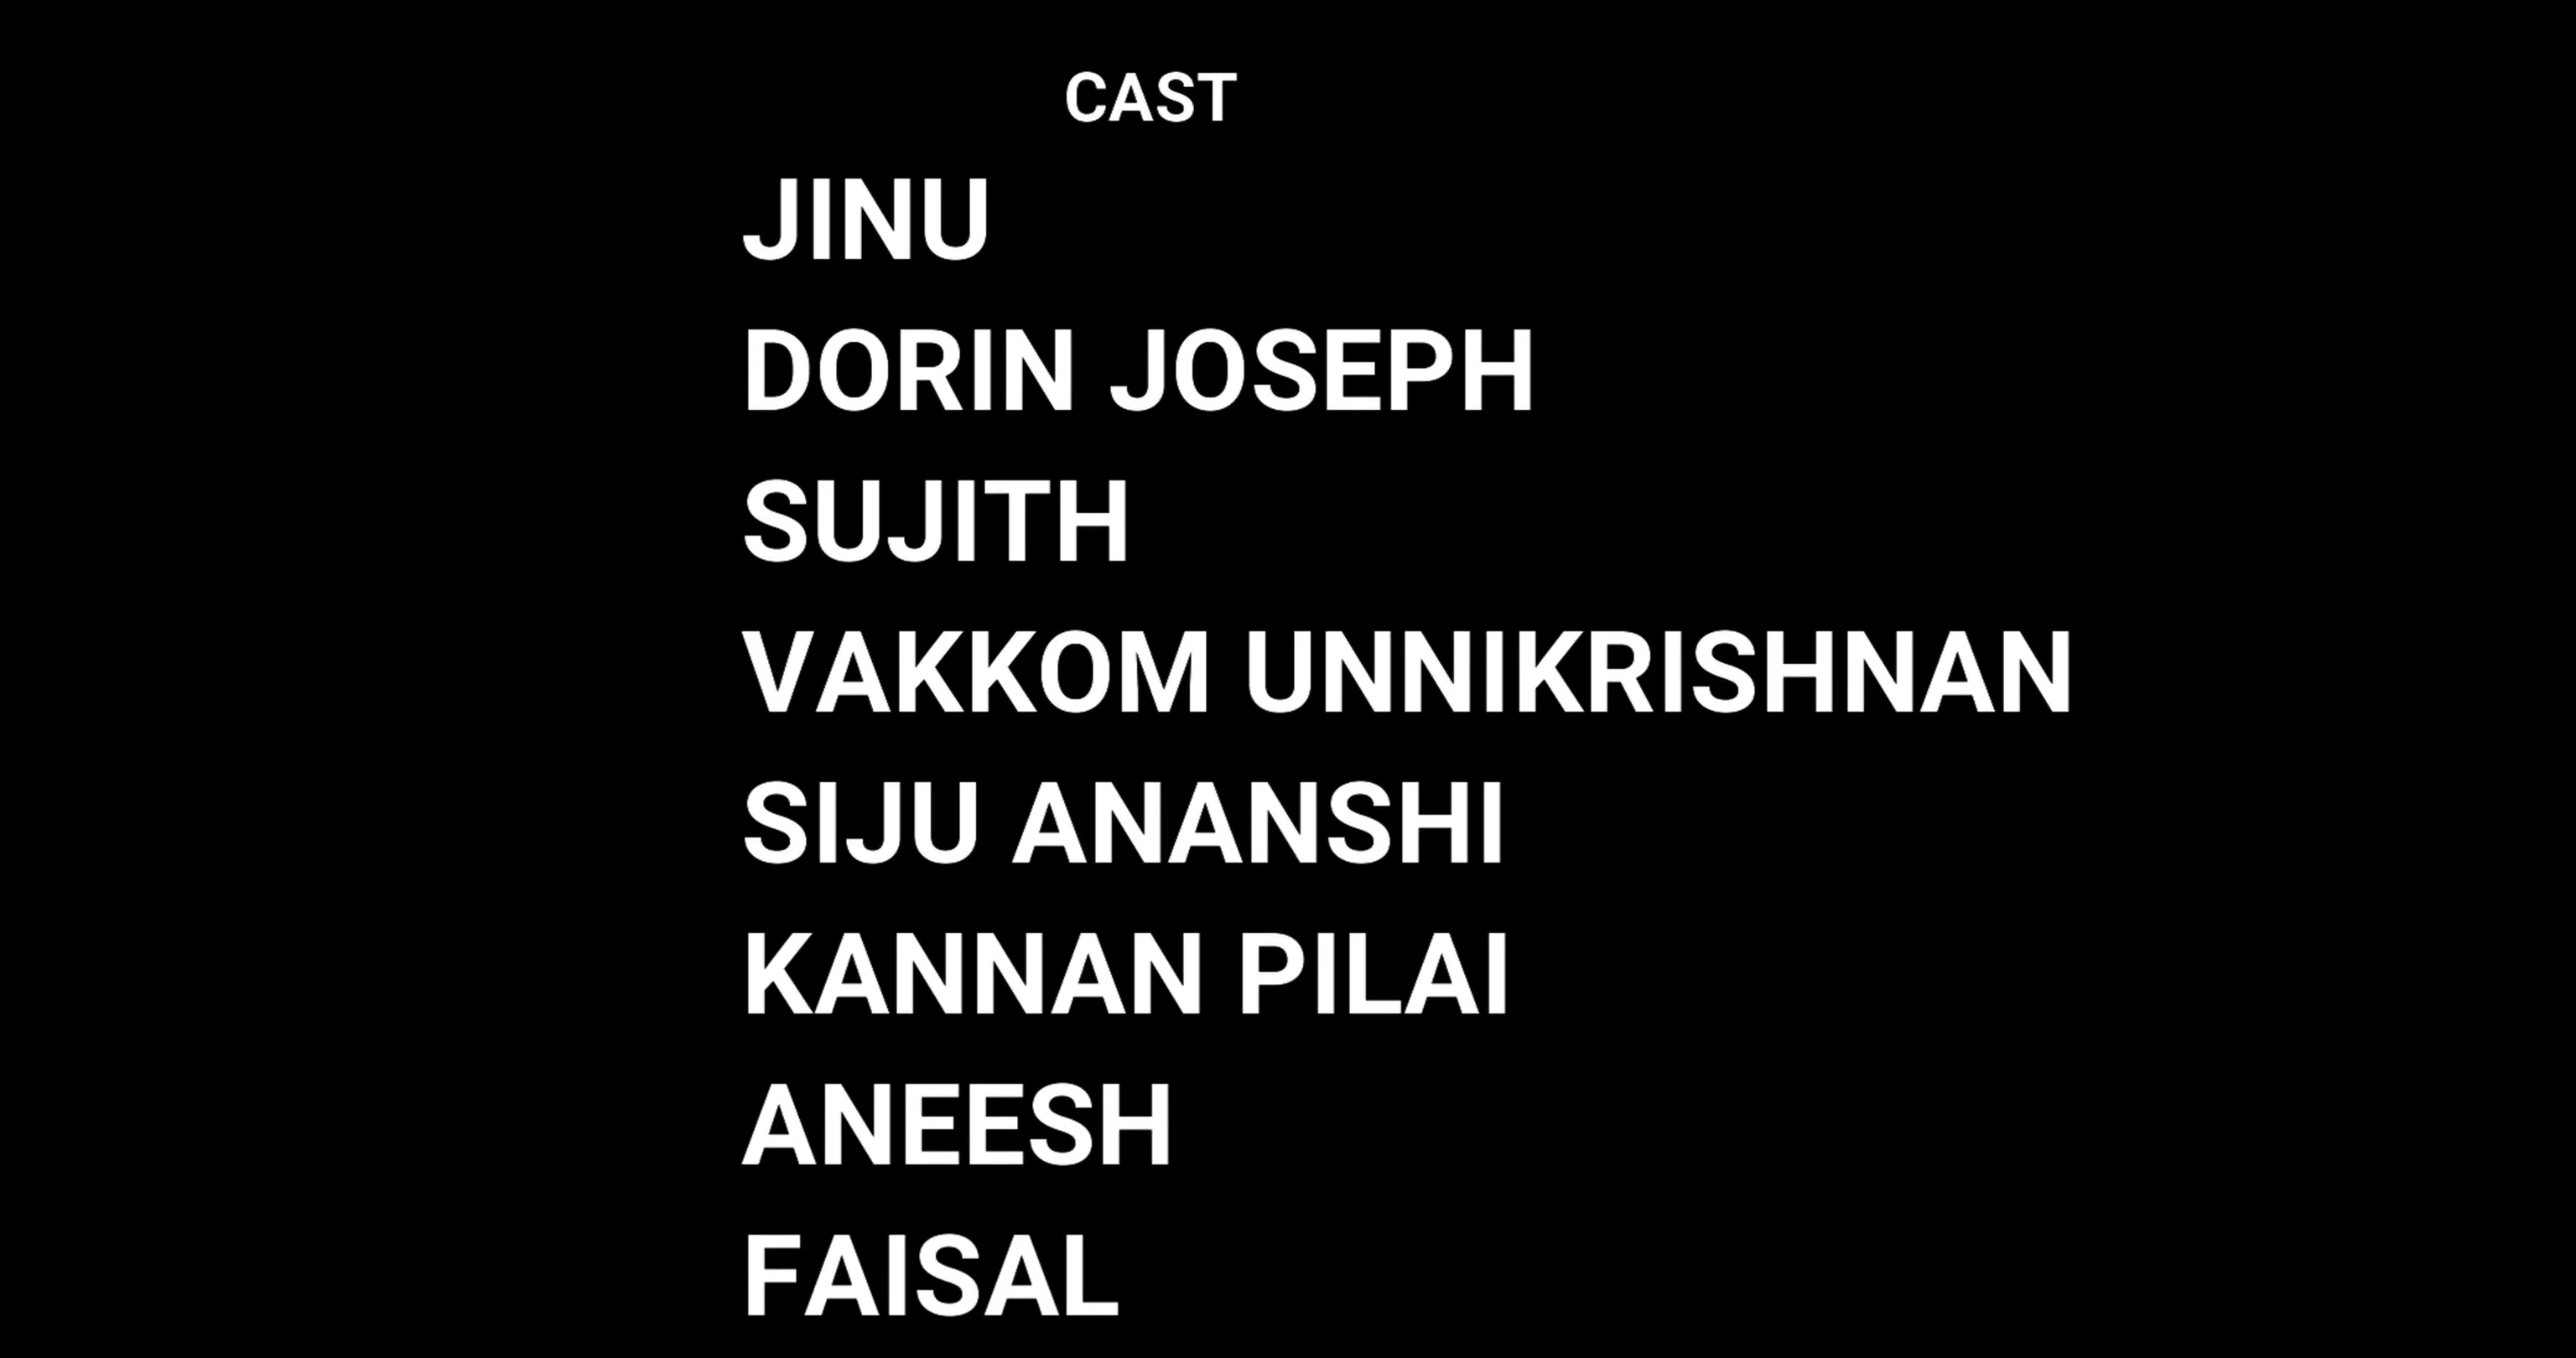 CAST
JINU
DORIN JOSEPH
SUJITH
VAKKOM UNNIKRISHNAN
SIJU ANANSHI
KANNAN PILAI
ANEESH
FAISAL